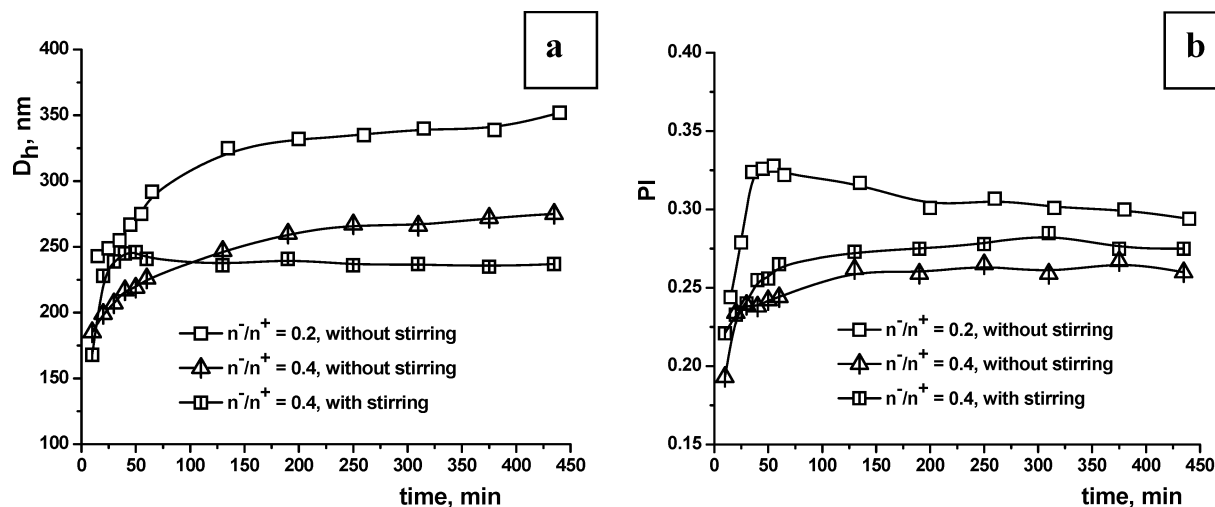 a
400
350
300
250
200
150
100
D_h, nm
n⁻/n⁺ = 0.2, without stirring
n⁻/n⁺ = 0.4, without stirring
n⁻/n⁺ = 0.4, with stirring
0 50 100 150 200 250 300 350 400 450
time, min
b
0.40
0.35
0.30
0.25
0.20
0.15
PI
n⁻/n⁺ = 0.2, without stirring
n⁻/n⁺ = 0.4, without stirring
n⁻/n⁺ = 0.4, with stirring
0 50 100 150 200 250 300 350 400 450
time, min